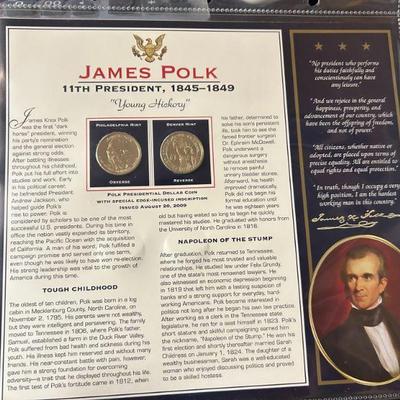 JAMES POLK
11TH PRESIDENT, 1845–1849
"Young Hickory"
James Knox Polk
was the first "dark
horse" president, winning
his party's nomination
and the general election
against strong odds.
After battling illnesses
throughout his childhood,
Polk put his full effort into
studies and work. Early
in his political career,
he befriended President
Andrew Jackson, who
helped guide Polk's
rise to power. Polk is
considered by scholars to be one of the most
successful U.S. presidents. During his time in
office the nation vastly expanded its territory,
reaching the Pacific Ocean with the acquisition
of California. A man of his word, Polk fulfilled a
campaign promise and served only one term,
even though he was likely to have won re-election.
His strong leadership was vital to the growth of
America during this time.
TOUGH CHILDHOOD
The oldest of ten children, Polk was born in a log
cabin in Mecklenburg County, North Carolina, on
November 2, 1795. His parents were not wealthy,
but they were intelligent and persevering. The family
moved to Tennessee in 1806, where Polk's father,
Samuel, established a farm in the Duck River Valley.
Polk suffered from bad health and sickness during his
youth. His illness kept him reserved and without many
friends. His near-constant battle with pain, however,
gave him a strong foundation for overcoming
adversity—a trait that he displayed throughout his life.
The first test of Polk's fortitude came in 1812, when
PHILADELPHIA MINT
OBVERSE
DENVER MINT
REVERSE
POLK PRESIDENTIAL DOLLAR COIN
WITH SPECIAL EDGE-INCUSED INSCRIPTION
ISSUED AUGUST 20, 2009
his father, determined to
solve his son's persistent
ills, took him to see the
famed frontier surgeon
Dr. Ephraim McDowell.
Polk underwent a
dangerous surgery
without anesthesia
to remove painful
urinary bladder stones.
Afterward, his health
improved dramatically.
Polk did not begin
formal education until
he was eighteen years
old but having waited so long to begin he quickly
mastered his studies. He graduated with honors from
the University of North Carolina in 1818.
NAPOLEON OF THE STUMP
After graduation, Polk returned to Tennessee,
where he forged his most trusted and valuable
relationships. He studied law under Felix Grundy,
one of the state's most renowned lawyers. He
also witnessed an economic depression beginning
in 1819 that left him with a lasting suspicion of
banks and a strong support for everyday, hard-
working Americans. Polk became interested in
politics not long after he began his own law practice.
After working as a clerk in the Tennessee state
legislature, he ran for a seat himself in 1823. Polk's
short stature and skillful campaigning earned him
the nickname, "Napoleon of the Stump." He won his
first election and shortly thereafter married Sarah
Childress on January 1, 1824. The daughter of a
wealthy businessman, Sarah was a well-educated
woman who enjoyed discussing politics and proved
to be a skilled hostess.
"No president who performs
his duties faithfully and
conscientiously can have
any leisure."
"And we rejoice in the general
happiness, prosperity, and
advancement of our country, which
have been the offspring of freedom,
and not of power."
"All citizens, whether native or
adopted, are placed upon terms of
precise equality. All are entitled to
equal rights and equal protection."
"In truth, though I occupy a very
high position, I am the hardest
working man in this country."